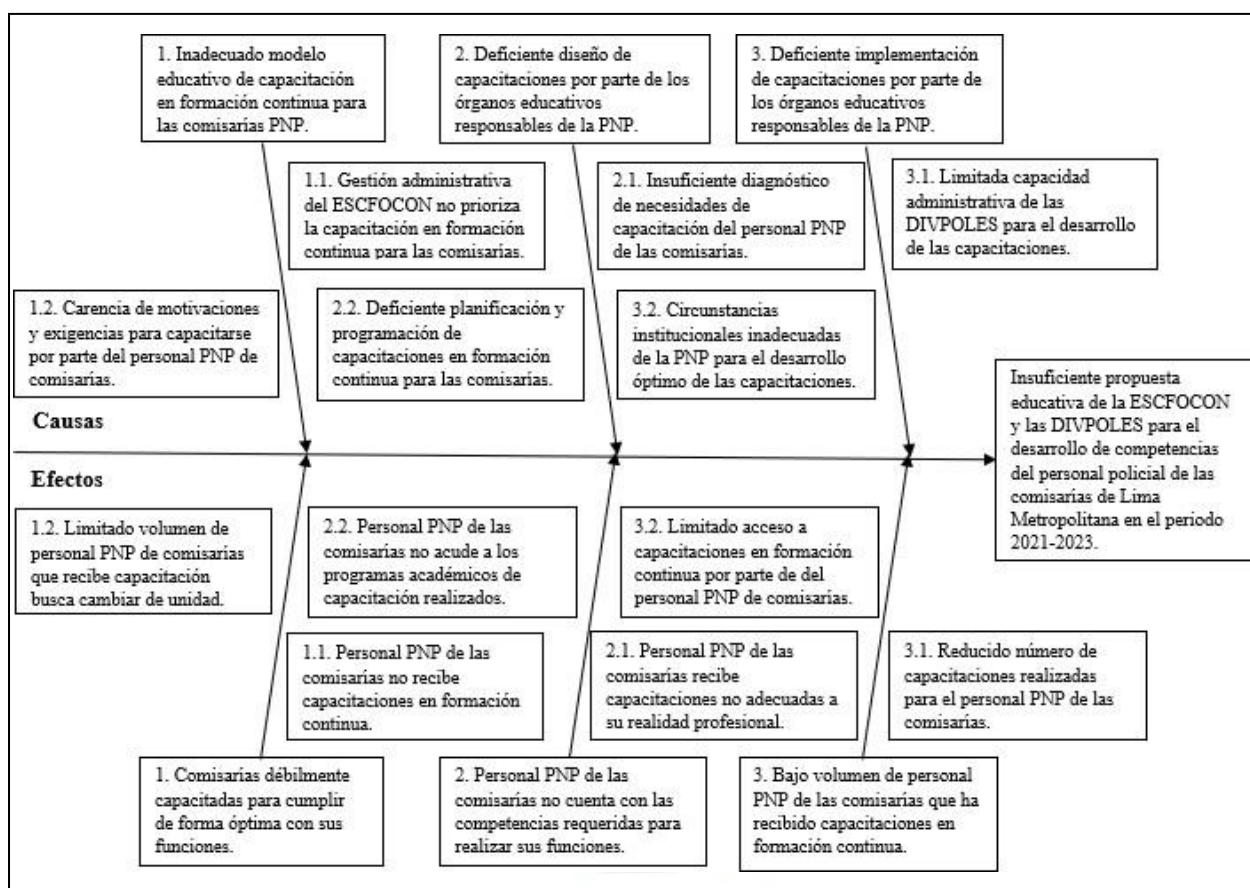 1. Inadecuado modelo
educativo de capacitación
en formación continua para
las comisarías PNP.
2. Deficiente diseño de
capacitaciones por parte de los
órganos educativos
responsables de la PNP.
3. Deficiente implementación
de capacitaciones por parte de
los órganos educativos
responsables de la PNP.
1.1. Gestión administrativa
del ESCFOCON no prioriza
la capacitación en formación
continua para las comisarías.
2.1. Insuficiente diagnóstico
de necesidades de
capacitación del personal PNP
de las comisarías.
3.1. Limitada capacidad
administrativa de las
DIVPOLES para el desarrollo
de las capacitaciones.
1.2. Carencia de motivaciones
y exigencias para capacitarse
por parte del personal PNP de
comisarías.
2.2. Deficiente planificación y
programación de
capacitaciones en formación
continua para las comisarías.
3.2. Circunstancias
institucionales inadecuadas
de la PNP para el desarrollo
óptimo de las capacitaciones.
Causas
Insuficiente propuesta
educativa de la ESCFOCON
y las DIVPOLES para el
desarrollo de competencias
del personal policial de las
comisarías de Lima
Metropolitana en el periodo
2021-2023.
Efectos
1.2. Limitado volumen de
personal PNP de comisarías
que recibe capacitación
busca cambiar de unidad.
2.2. Personal PNP de las
comisarías no acude a los
programas académicos de
capacitación realizados.
3.2. Limitado acceso a
capacitaciones en formación
continua por parte de del
personal PNP de comisarías.
1.1. Personal PNP de las
comisarías no recibe
capacitaciones en formación
continua.
2.1. Personal PNP de las
comisarías recibe
capacitaciones no adecuadas a
su realidad profesional.
3.1. Reducido número de
capacitaciones realizadas
para el personal PNP de las
comisarías.
1. Comisarías débilmente
capacitadas para cumplir
de forma óptima con sus
funciones.
2. Personal PNP de las
comisarías no cuenta con las
competencias requeridas para
realizar sus funciones.
3. Bajo volumen de personal
PNP de las comisarías que ha
recibido capacitaciones en
formación continua.